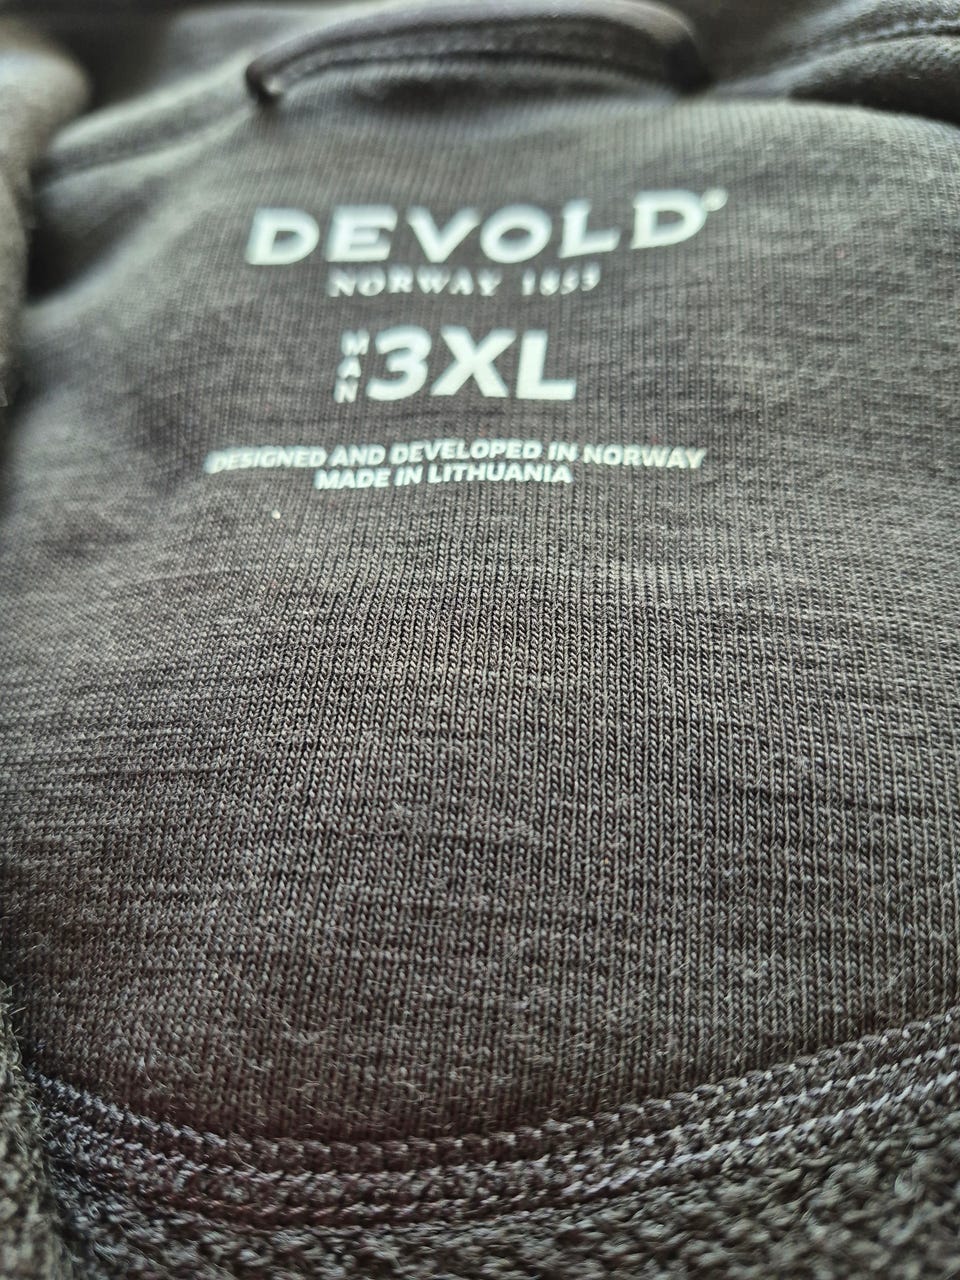 DEVOLD®
NORWAY 1853
MAN 3XL
DESIGNED AND DEVELOPED IN NORWAY
MADE IN LITHUANIA